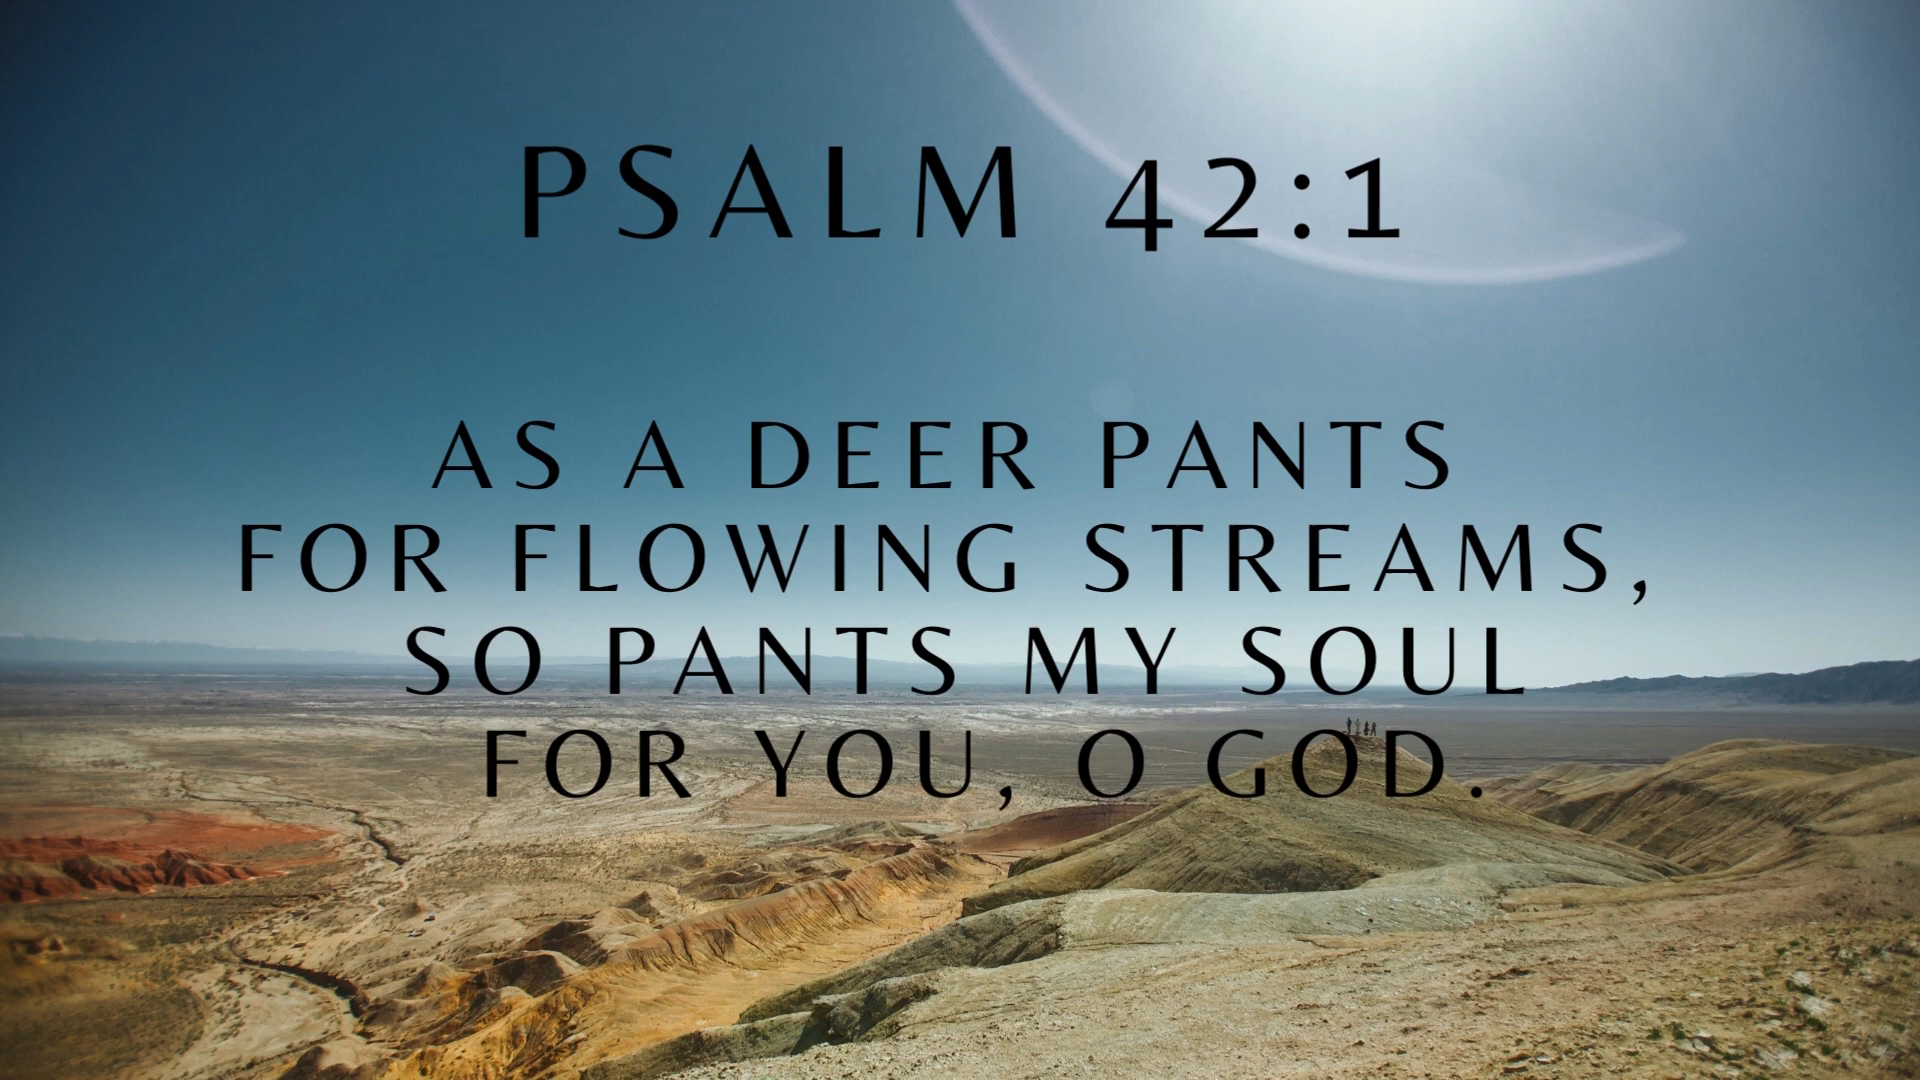 PSALM 42:1
AS A DEER PANTS
FOR FLOWING STREAMS,
SO PANTS MY SOUL
FOR YOU, O GOD.